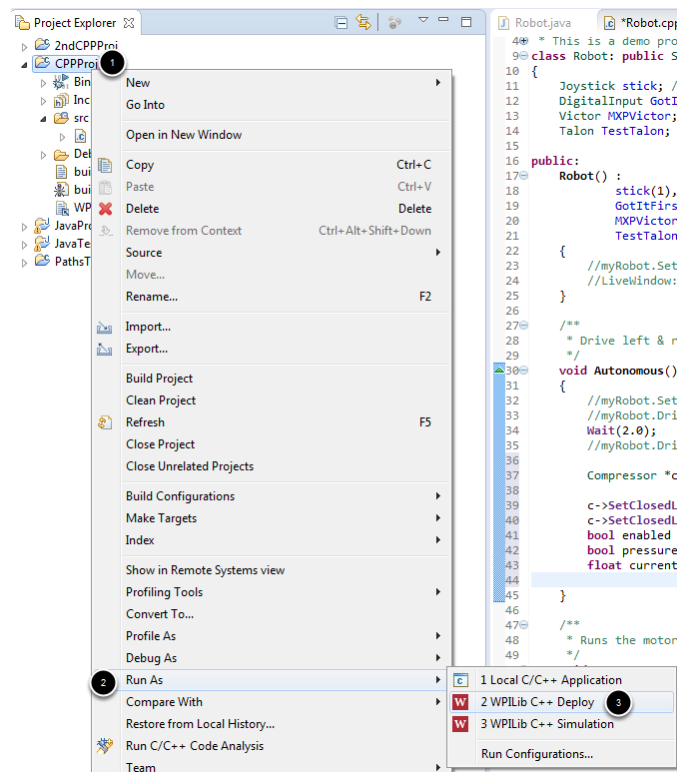 Project Explorer
2ndCPPProj
CPPProj
Bin
Inc
src
.c
De
bui
bui
WP
JavaPr
JavaTe
PathsT
1
New
Go Into
Open in New Window
Copy Ctrl+C
Paste Ctrl+V
Delete Delete
Remove from Context Ctrl+Alt+Shift+Down
Source
Move...
Rename... F2
Import...
Export...
Build Project
Clean Project
Refresh F5
Close Project
Close Unrelated Projects
Build Configurations
Make Targets
Index
Show in Remote Systems view
Profiling Tools
Convert To...
Profile As
Debug As
2 Run As
Compare With
Restore from Local History...
Run C/C++ Code Analysis
Team
1 Local C/C++ Application
2 WPILib C++ Deploy 3
3 WPILib C++ Simulation
Run Configurations...
Robot.java *Robot.cpp
4 * This is a demo pro
9 class Robot: public S
10 {
11 Joystick stick; /
12 DigitalInput GotI
13 Victor MXPVictor;
14 Talon TestTalon;
15
16 public:
17 Robot() :
18 stick(1),
19 GotItFirs
20 MXPVictor
21 TestTalon
22 {
23 //myRobot.Set
24 //LiveWindow:
25 }
26
27 /**
28 * Drive left & r
29 */
30 void Autonomous()
31 {
32 //myRobot.Set
33 //myRobot.Dri
34 Wait(2.0);
35 //myRobot.Dri
36
37 Compressor *c
38
39 c->SetClosedL
40 c->SetClosedL
41 bool enabled
42 bool pressure
43 float current
44
45 }
46
47 /**
48 * Runs the motor
49 */